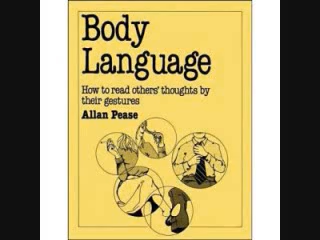 Body
Language
How to read others' thoughts by
their gestures
Allan Pease